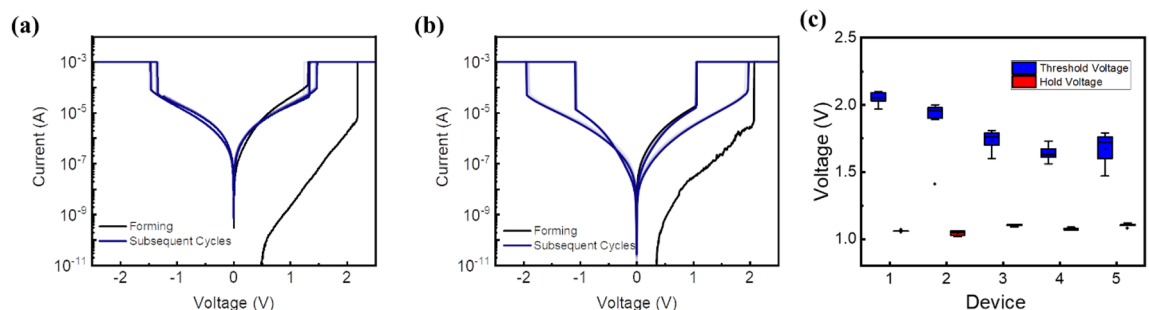 (a)
Current (A)
10-3
10-5
10-7
10-9
10-11
Forming
Subsequent Cycles
-2 -1 0 1 2
Voltage (V)
(b)
Current (A)
10-3
10-5
10-7
10-9
10-11
Forming
Subsequent Cycles
-2 -1 0 1 2
Voltage (V)
(c)
Voltage (V)
2.5
2.0
1.5
1.0
Threshold Voltage
Hold Voltage
1 2 3 4 5
Device